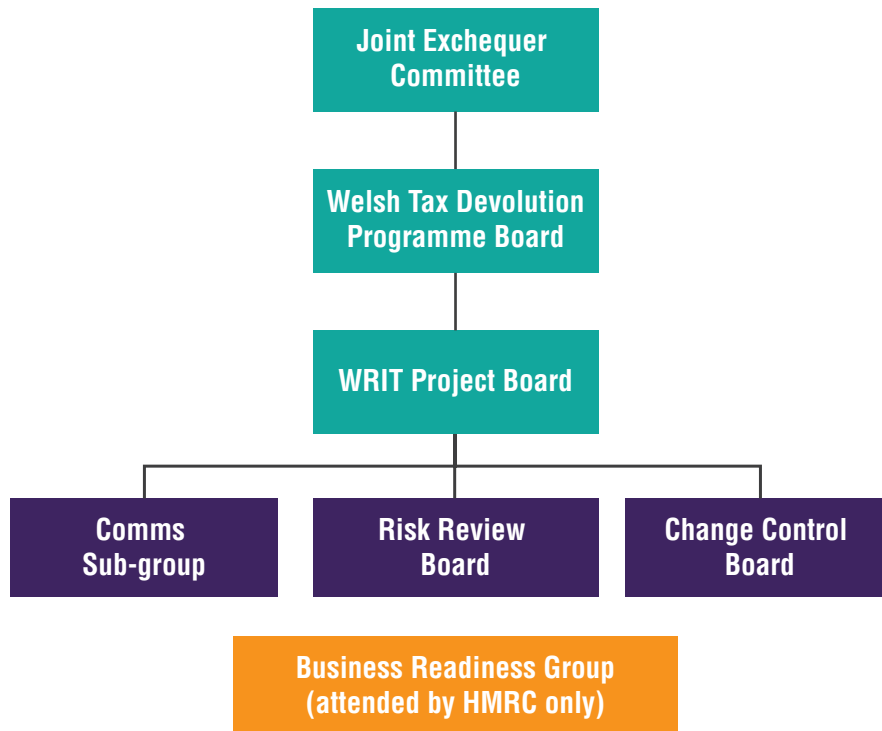 Joint Exchequer
Committee
Welsh Tax Devolution
Programme Board
WRIT Project Board
Comms
Sub-group
Risk Review
Board
Change Control
Board
Business Readiness Group
(attended by HMRC only)